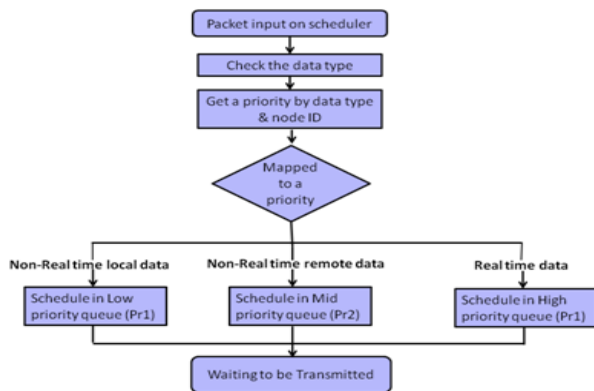 Packet input on scheduler
Check the data type
Get a priority by data type
& node ID
Mapped
to a
priority
Non-Real time local data
Non-Real time remote data
Real time data
Schedule in Low
priority queue (Pr1)
Schedule in Mid
priority queue (Pr2)
Schedule in High
priority queue (Pr1)
Waiting to be Transmitted